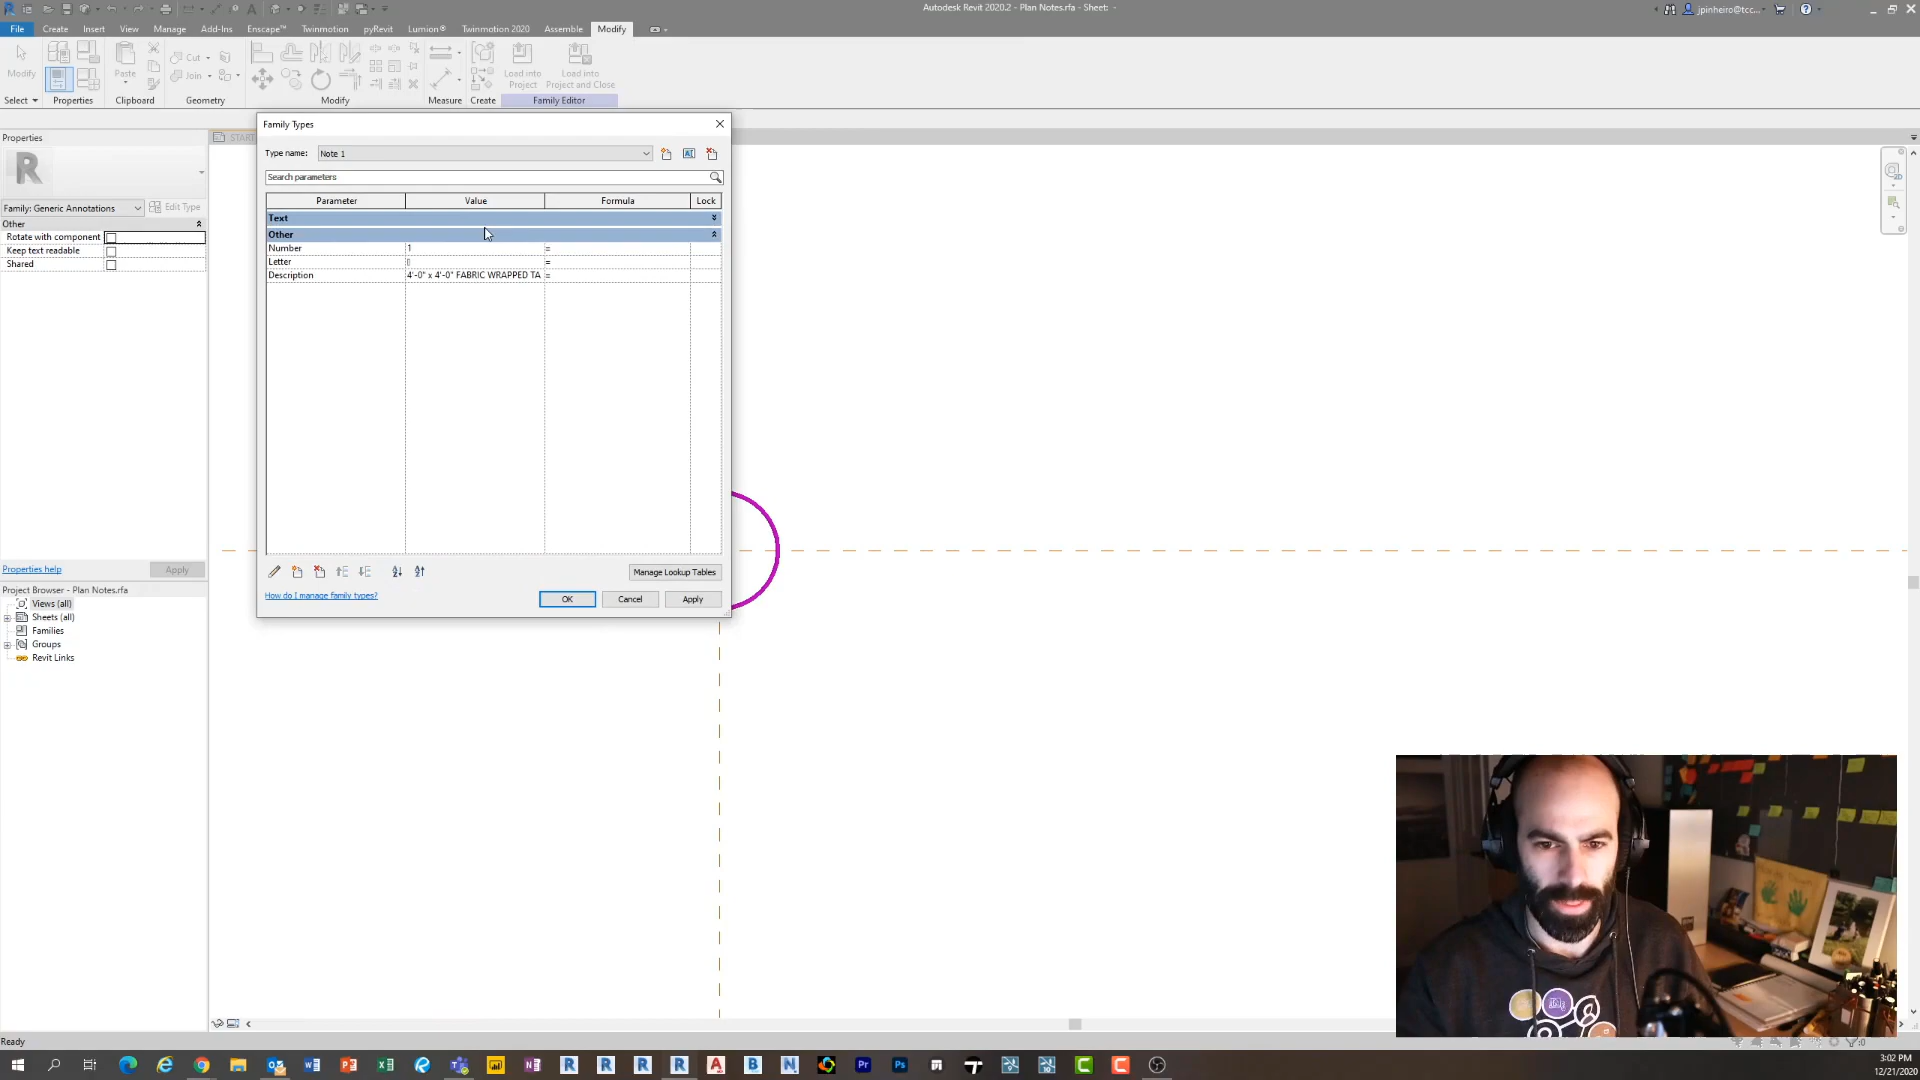 Autodesk Revit 2020.2 - Plan Notes.rfa - Sheet: -
jpinheiro@tcc...
File Create Insert View Manage Add-Ins Enscape™ Twinmotion pyRevit Lumion® Twinmotion 2020 Assemble Modify
Modify
Paste
Cut
Join
Load into
Project
Load into
Project and Close
Select Properties Clipboard Geometry Modify Measure Create Family Editor
Properties
Family: Generic Annotations
Edit Type
Other
Rotate with component
Keep text readable
Shared
Properties help
Apply
Project Browser - Plan Notes.rfa
Views (all)
Sheets (all)
Families
Groups
Revit Links
START
Family Types
Type name: Note 1
Search parameters
Parameter Value Formula Lock
Text
Other
Number 1 =
Letter =
Description 4'-0" x 4'-0" FABRIC WRAPPED TA =
Manage Lookup Tables
How do I manage family types?
OK Cancel Apply
Ready
3:02 PM
12/21/2020